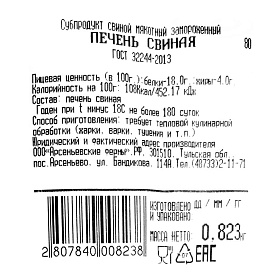 Субпродукт свиной мякотный замороженный
ПЕЧЕНЬ СВИНАЯ
80
ГОСТ 32244-2013
Пищевая ценность (в 100г.):белки-18.0г.;жиры-4.0г.
Калорийность на 100г: 108Ккал/452.17 кДж
Состав: печень свиная
Годен при t минус 18С не более 180 суток
Способ приготовления: требует тепловой кулинарной
обработки (жарки, варки, тушения и т.п.)
Юридический и фактический адрес производителя
ООО«Арсеньевские фермы».РФ, 301510, Тульская обл.,
пос.Арсеньево, ул. Бандикова, 114А.Тел.(48733)2-11-71
ИЗГОТОВЛЕНО ДД / ММ / ГГ
И УПАКОВАНО
МАССА НЕТТО 0.823кг
2 807840 008238
EAC